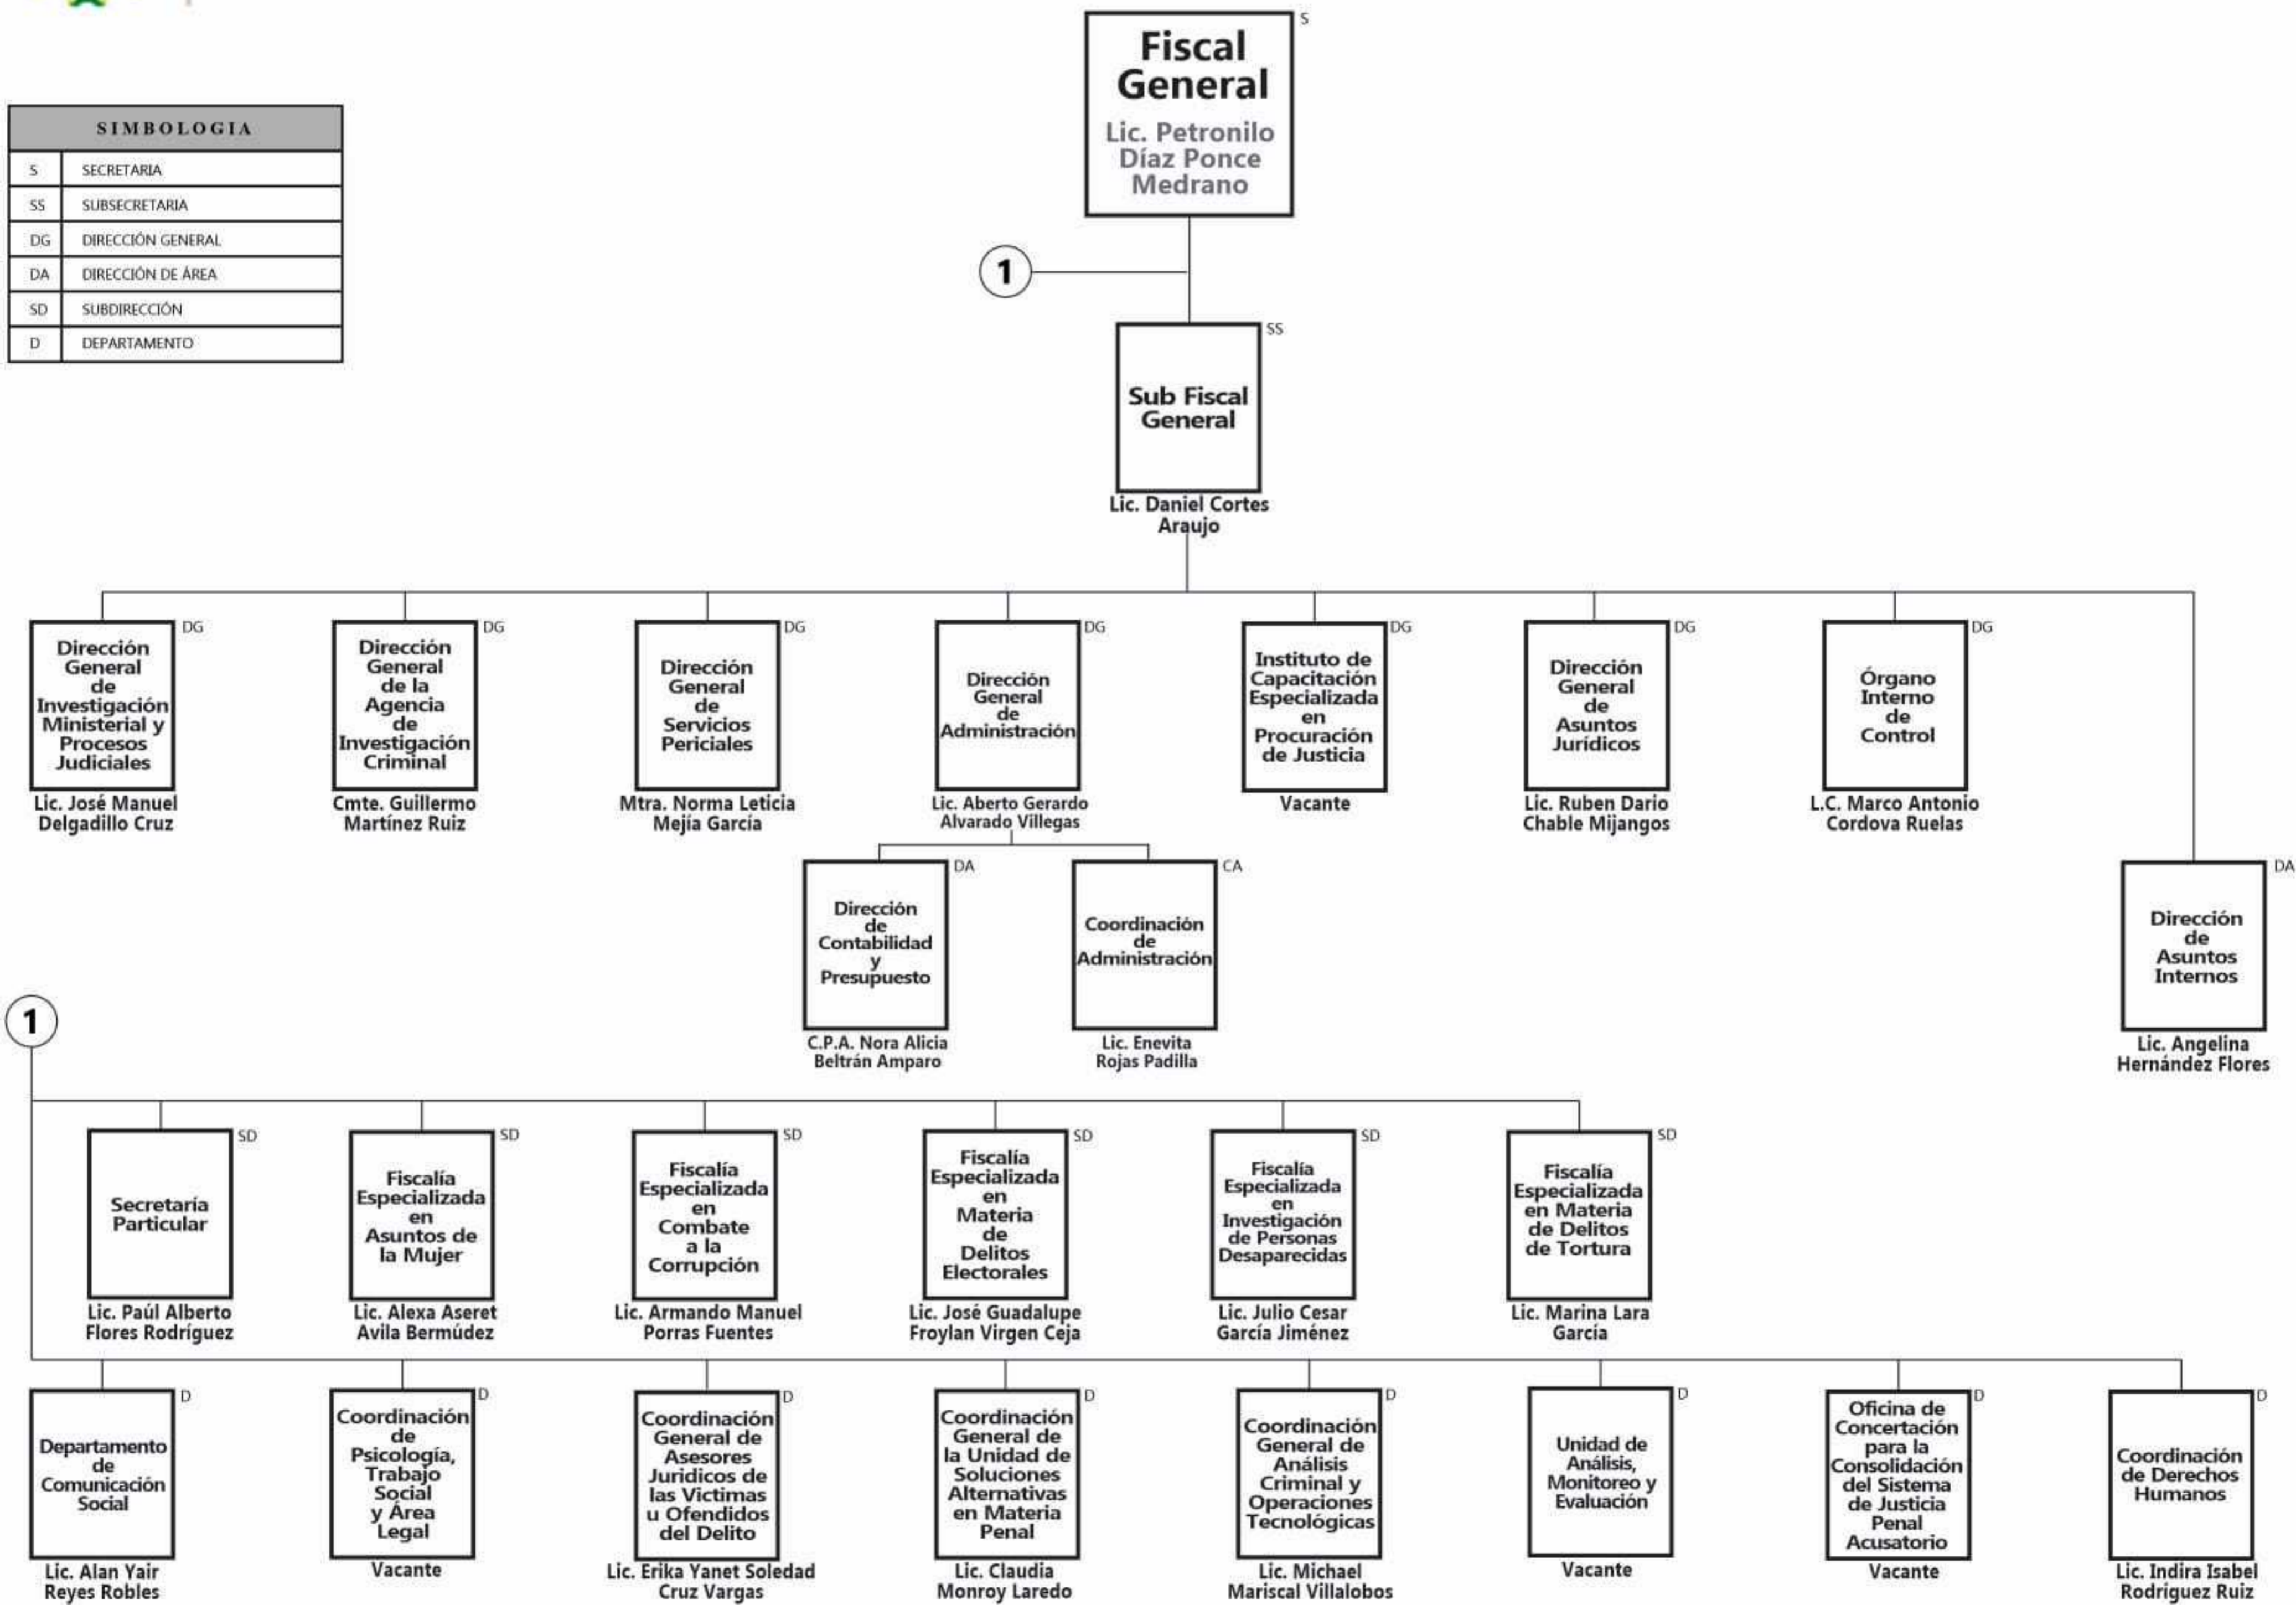 Fiscal
General
Lic. Petronilo
Díaz Ponce
Medrano
S
SIMBOLOGIA
S SECRETARIA
SS SUBSECRETARIA
DG DIRECCIÓN GENERAL
DA DIRECCIÓN DE ÁREA
SD SUBDIRECCIÓN
D DEPARTAMENTO
1
SS
Sub Fiscal
General
Lic. Daniel Cortes
Araujo
DG
Dirección
General
de
Investigación
Ministerial y
Procesos
Judiciales
Lic. José Manuel
Delgadillo Cruz
DG
Dirección
General
de la
Agencia
de
Investigación
Criminal
Cmte. Guillermo
Martínez Ruiz
DG
Dirección
General
de
Servicios
Periciales
Mtra. Norma Leticia
Mejía García
DG
Dirección
General
de
Administración
Lic. Aberto Gerardo
Alvarado Villegas
DG
Instituto de
Capacitación
Especializada
en
Procuración
de Justicia
Vacante
DG
Dirección
General
de
Asuntos
Jurídicos
Lic. Ruben Dario
Chable Mijangos
DG
Órgano
Interno
de
Control
L.C. Marco Antonio
Cordova Ruelas
DA
Dirección
de
Contabilidad
y
Presupuesto
C.P.A. Nora Alicia
Beltrán Amparo
CA
Coordinación
de
Administración
Lic. Enevita
Rojas Padilla
DA
Dirección
de
Asuntos
Internos
Lic. Angelina
Hernández Flores
1
SD
Secretaría
Particular
Lic. Paúl Alberto
Flores Rodríguez
SD
Fiscalía
Especializada
en
Asuntos de
la Mujer
Lic. Alexa Aseret
Avila Bermúdez
SD
Fiscalía
Especializada
en
Combate
a la
Corrupción
Lic. Armando Manuel
Porras Fuentes
SD
Fiscalía
Especializada
en
Materia
de
Delitos
Electorales
Lic. José Guadalupe
Froylan Virgen Ceja
SD
Fiscalía
Especializada
en
Investigación
de Personas
Desaparecidas
Lic. Julio Cesar
García Jiménez
SD
Fiscalía
Especializada
en Materia
de Delitos
de Tortura
Lic. Marina Lara
García
D
Departamento
de
Comunicación
Social
Lic. Alan Yair
Reyes Robles
D
Coordinación
de
Psicología,
Trabajo
Social
y Área
Legal
Vacante
D
Coordinación
General de
Asesores
Juridicos de
las Victimas
u Ofendidos
del Delito
Lic. Erika Yanet Soledad
Cruz Vargas
D
Coordinación
General de
la Unidad de
Soluciones
Alternativas
en Materia
Penal
Lic. Claudia
Monroy Laredo
D
Coordinación
General de
Análisis
Criminal y
Operaciones
Tecnológicas
Lic. Michael
Mariscal Villalobos
D
Unidad de
Análisis,
Monitoreo y
Evaluación
Vacante
D
Oficina de
Concertación
para la
Consolidación
del Sistema
de Justicia
Penal
Acusatorio
Vacante
D
Coordinación
de Derechos
Humanos
Lic. Indira Isabel
Rodríguez Ruiz